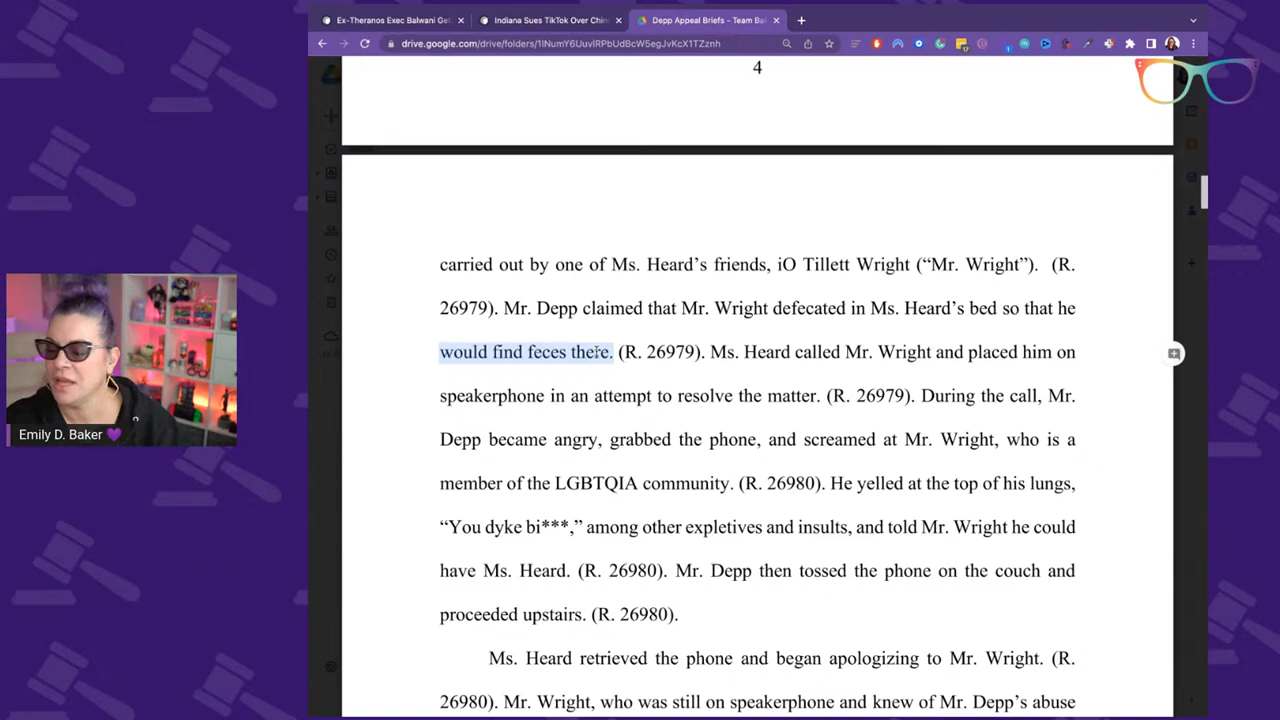 Ex-Theranos Exec Balwani Get
Indiana Sues TikTok Over Chin
Depp Appeal Briefs - Team Ba
drive.google.com/drive/folders/1lNumY6UuvlRPbUdBcW5egJvKcX1TZznh
4
carried out by one of Ms. Heard’s friends, iO Tillett Wright (“Mr. Wright”). (R.
26979). Mr. Depp claimed that Mr. Wright defecated in Ms. Heard’s bed so that he
would find feces there. (R. 26979). Ms. Heard called Mr. Wright and placed him on
speakerphone in an attempt to resolve the matter. (R. 26979). During the call, Mr.
Depp became angry, grabbed the phone, and screamed at Mr. Wright, who is a
member of the LGBTQIA community. (R. 26980). He yelled at the top of his lungs,
“You dyke bi***,” among other expletives and insults, and told Mr. Wright he could
have Ms. Heard. (R. 26980). Mr. Depp then tossed the phone on the couch and
proceeded upstairs. (R. 26980).
Ms. Heard retrieved the phone and began apologizing to Mr. Wright. (R.
26980). Mr. Wright, who was still on speakerphone and knew of Mr. Depp’s abuse
Emily D. Baker 💜